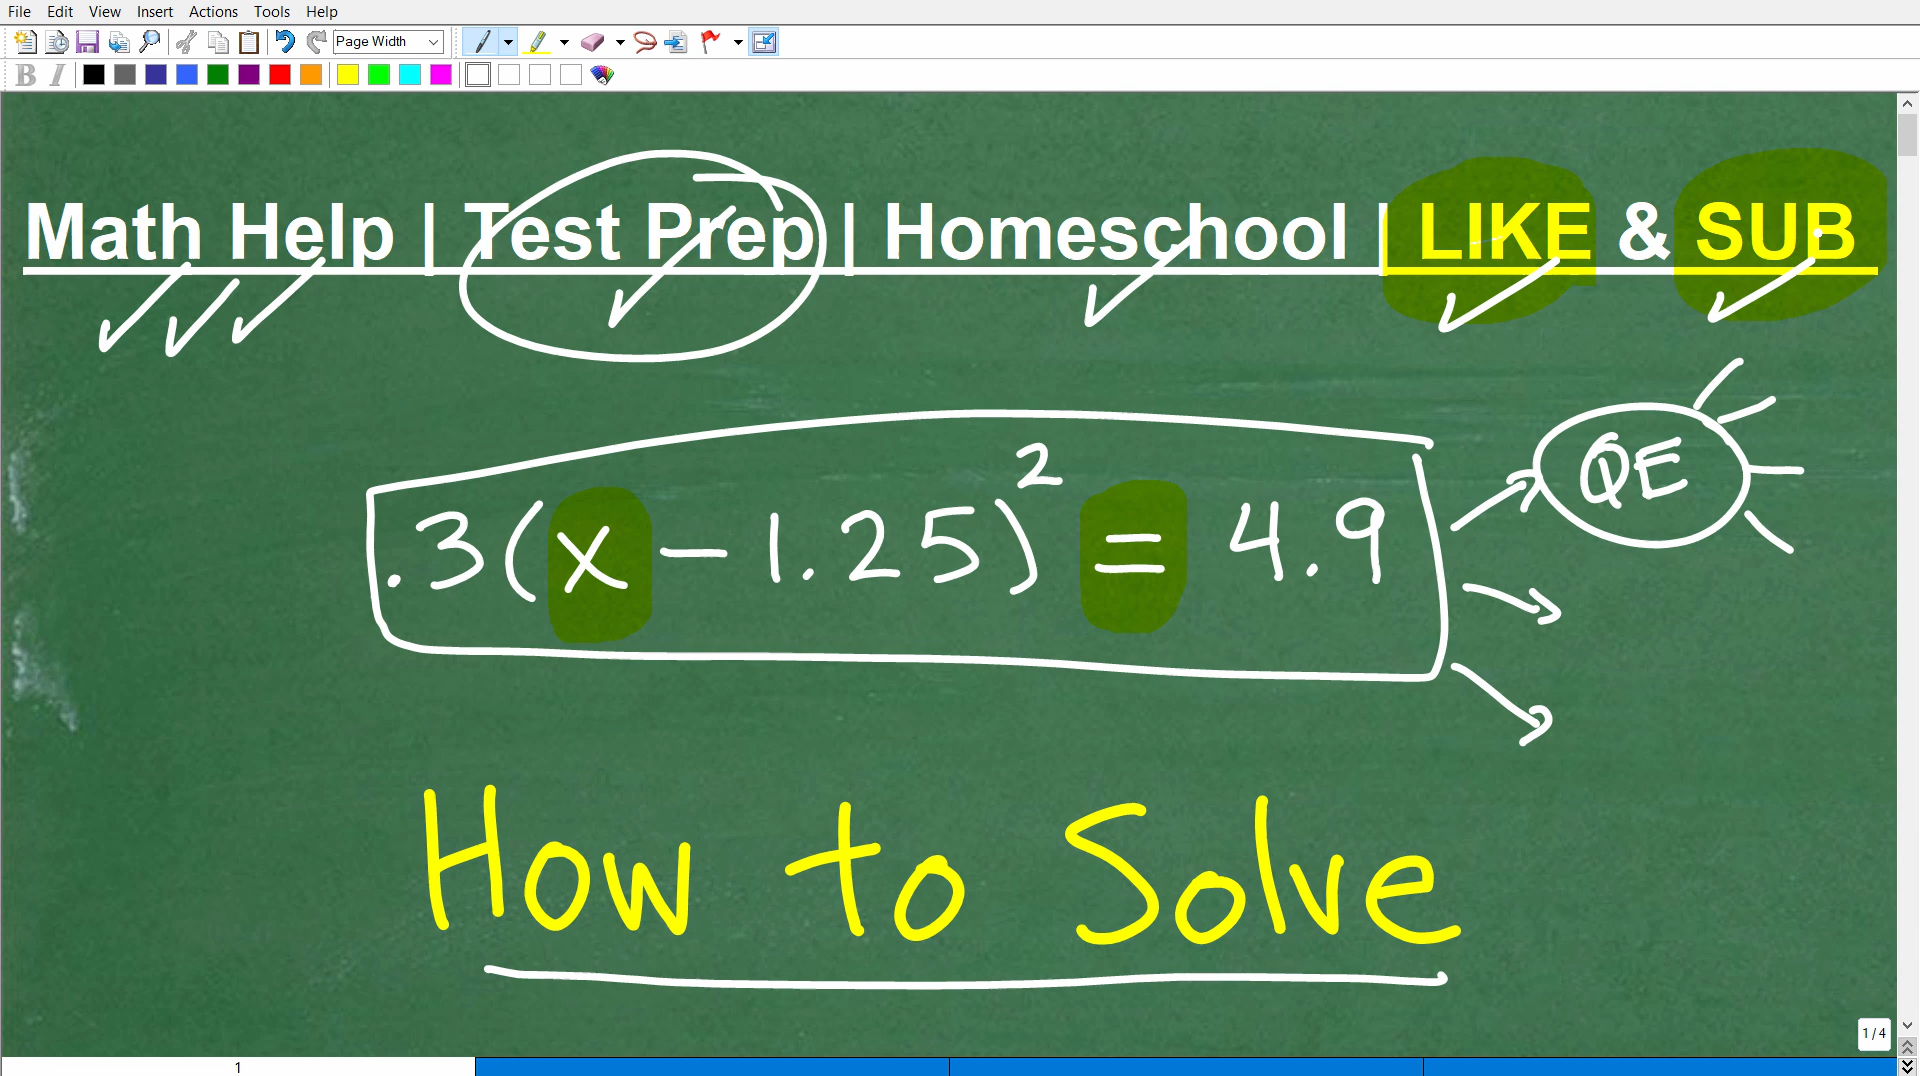 File Edit View Insert Actions Tools Help
Page Width
B I
Math Help | Test Prep | Homeschool | LIKE & SUB
QE
.3(x - 1.25)² = 4.9
How to Solve
1 / 4
1